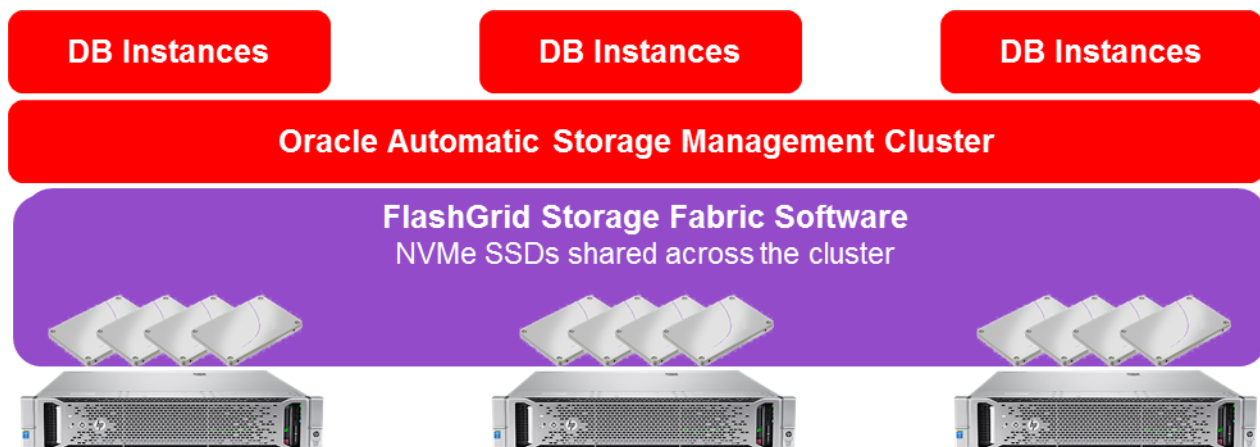 DB Instances
DB Instances
DB Instances
Oracle Automatic Storage Management Cluster
FlashGrid Storage Fabric Software
NVMe SSDs shared across the cluster